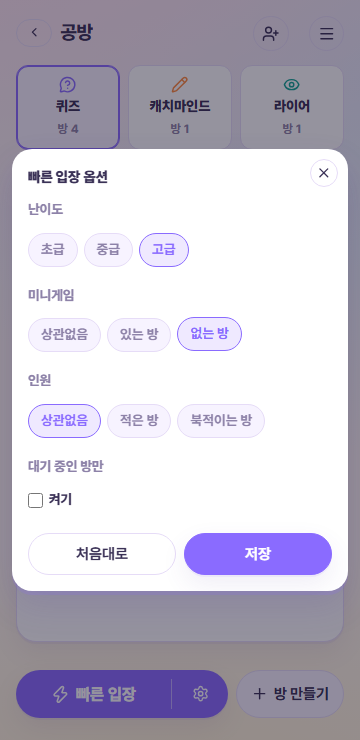 공방
퀴즈
캐치마인드
라이어
방 4
방 1
방 1
빠른 입장 옵션
난이도
초급
중급
고급
미니게임
상관없음
있는 방
없는 방
인원
상관없음
적은 방
북적이는 방
대기 중인 방만
켜기
처음대로
저장
빠른 입장
방 만들기